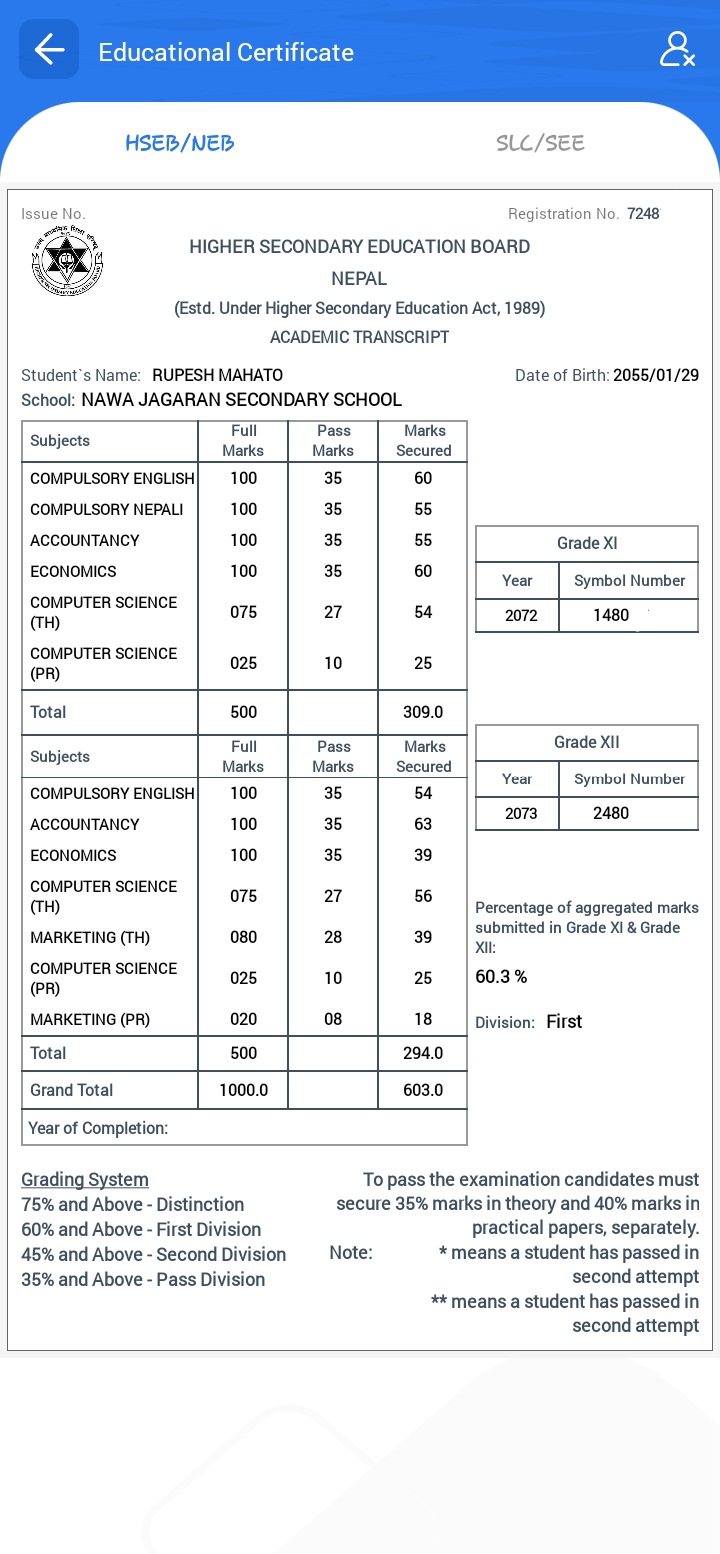 Educational Certificate
HSEB/NEB SLC/SEE
Issue No. Registration No. 7248
HIGHER SECONDARY EDUCATION BOARD
NEPAL
(Estd. Under Higher Secondary Education Act, 1989)
ACADEMIC TRANSCRIPT
Student`s Name: RUPESH MAHATO Date of Birth: 2055/01/29
School: NAWA JAGARAN SECONDARY SCHOOL
Subjects Full Marks Pass Marks Marks Secured
COMPULSORY ENGLISH 100 35 60
COMPULSORY NEPALI 100 35 55
ACCOUNTANCY 100 35 55
ECONOMICS 100 35 60
COMPUTER SCIENCE (TH) 075 27 54
COMPUTER SCIENCE (PR) 025 10 25
Total 500 309.0
Grade XI
Year Symbol Number
2072 1480
Subjects Full Marks Pass Marks Marks Secured
COMPULSORY ENGLISH 100 35 54
ACCOUNTANCY 100 35 63
ECONOMICS 100 35 39
COMPUTER SCIENCE (TH) 075 27 56
MARKETING (TH) 080 28 39
COMPUTER SCIENCE (PR) 025 10 25
MARKETING (PR) 020 08 18
Total 500 294.0
Grand Total 1000.0 603.0
Year of Completion:
Grade XII
Year Symbol Number
2073 2480
Percentage of aggregated marks
submitted in Grade XI & Grade
XII:
60.3 %
Division: First
Grading System
75% and Above - Distinction
60% and Above - First Division
45% and Above - Second Division
35% and Above - Pass Division
Note:
To pass the examination candidates must
secure 35% marks in theory and 40% marks in
practical papers, separately.
* means a student has passed in
second attempt
** means a student has passed in
second attempt